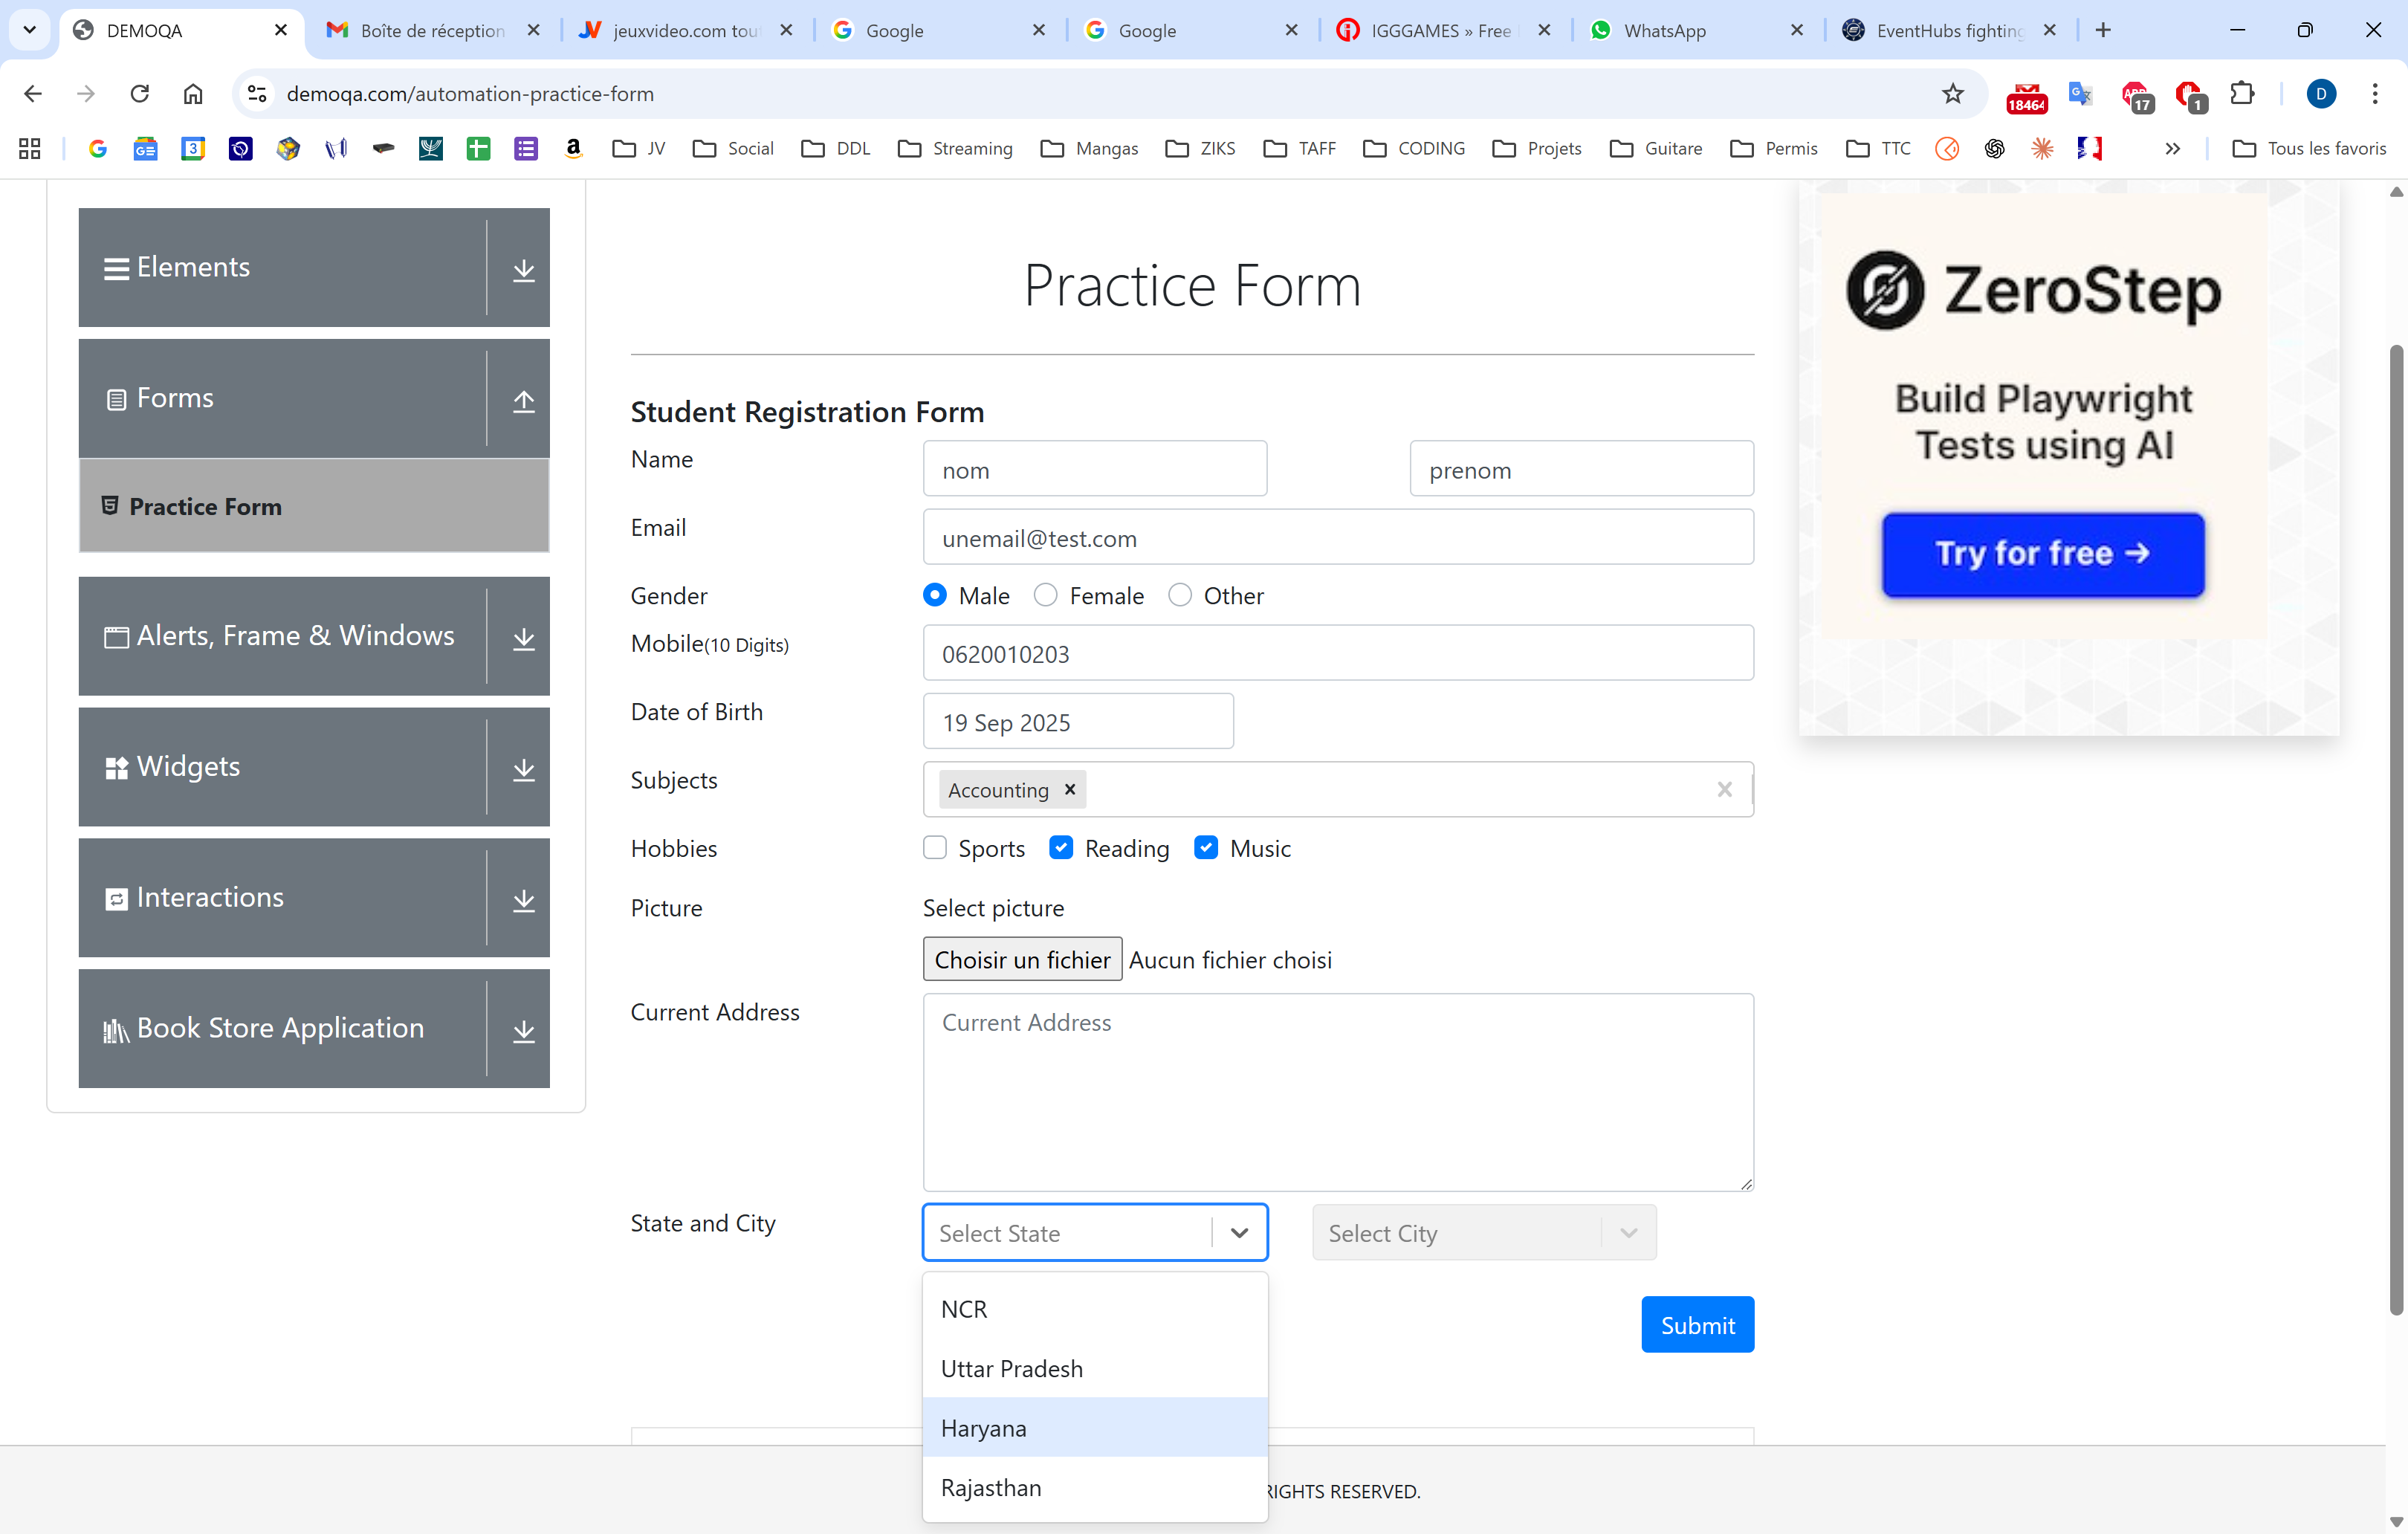 DEMOQA
Boîte de réception
jeuxvideo.com tout
Google
Google
IGGGAMES » Free
WhatsApp
EventHubs fighting
demoqa.com/automation-practice-form
18464
17
1
D
JV
Social
DDL
Streaming
Mangas
ZIKS
TAFF
CODING
Projets
Guitare
Permis
TTC
Tous les favoris
Elements
Forms
Practice Form
Alerts, Frame & Windows
Widgets
Interactions
Book Store Application
Practice Form
Student Registration Form
Name
nom
prenom
Email
unemail@test.com
Gender
Male
Female
Other
Mobile(10 Digits)
0620010203
Date of Birth
19 Sep 2025
Subjects
Accounting
Hobbies
Sports
Reading
Music
Picture
Select picture
Choisir un fichier
Aucun fichier choisi
Current Address
Current Address
State and City
Select State
Select City
NCR
Uttar Pradesh
Haryana
Rajasthan
Submit
RIGHTS RESERVED.
ZeroStep
Build Playwright
Tests using AI
Try for free →